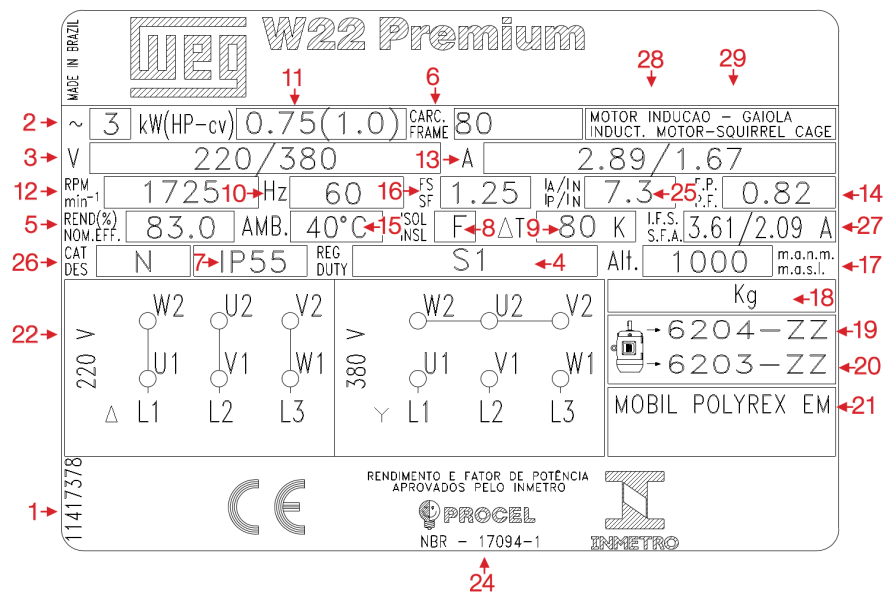 MADE IN BRAZIL
WEG W22 Premium
11 6 28 29
2 ~ 3 kW(HP-cv) 0.75(1.0) CARC. FRAME 80 MOTOR INDUCAO - GAIOLA
INDUCT. MOTOR-SQUIRREL CAGE
3 V 220/380 13 A 2.89/1.67
12 RPM min-1 1725 10 Hz 60 16 FS SF 1.25 IA/IN IP/IN 7.3 25 F.P. P.F. 0.82 14
5 REND(%) NOM.EFF. 83.0 AMB. 40°C 15 ISOL INSL F 8 △T 9 80 K I.F.S. S.F.A. 3.61/2.09 A 27
26 CAT DES N 7 IP55 REG DUTY S1 4 Alt. 1000 m.a.n.m. m.a.s.l. 17
22 220 V
W2 U2 V2
U1 V1 W1
△ L1 L2 L3
380 V
W2 U2 V2
U1 V1 W1
Y L1 L2 L3
Kg 18
6204-ZZ 19
6203-ZZ 20
MOBIL POLYREX EM 21
1 11417378
CE
RENDIMENTO E FATOR DE POTÊNCIA
APROVADOS PELO INMETRO
PROCEL
NBR - 17094-1
INMETRO
24